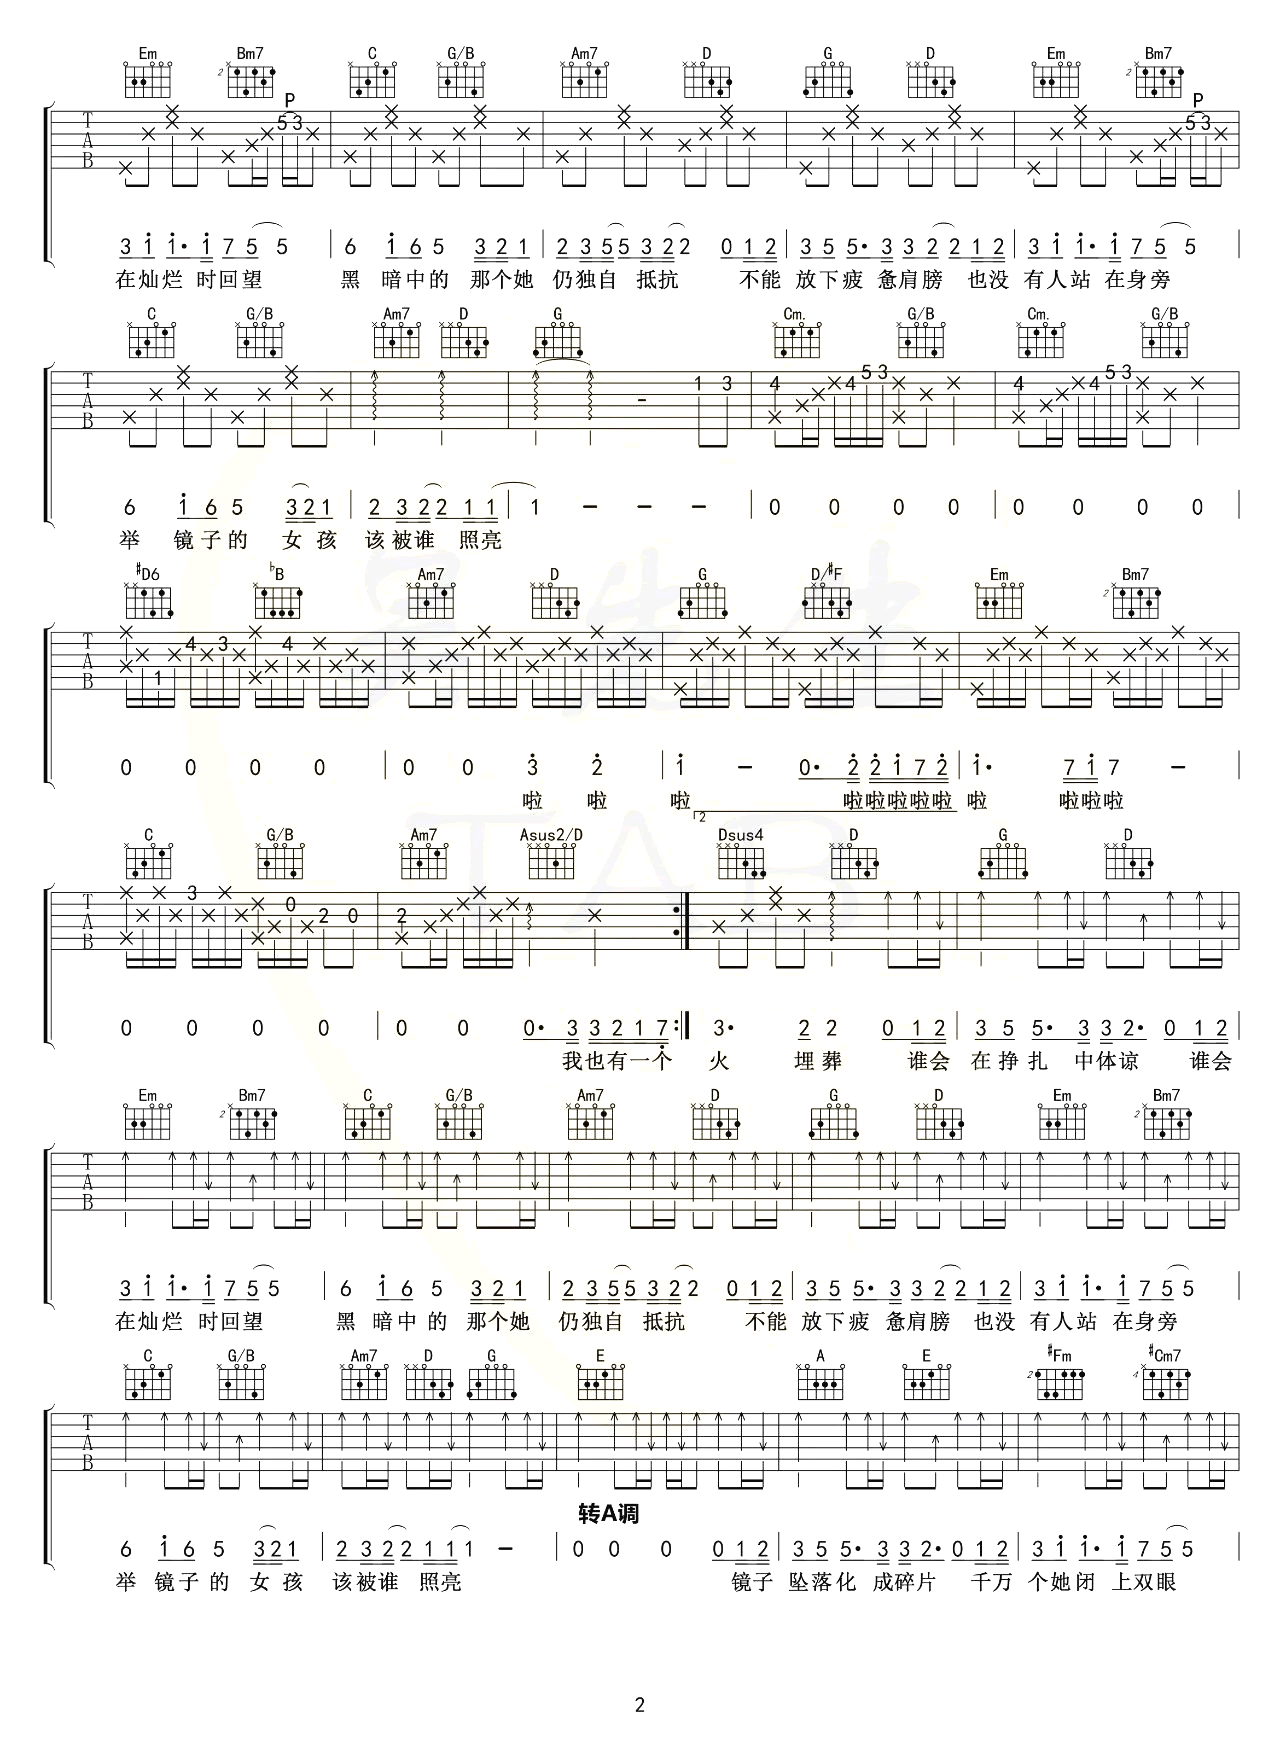 Em Bm7 C G/B Am7 D G D Em Bm7
2 2
P P
T A B 5 3 5 3
3 1 1· 1 7 5 5 | 6 1 6 5 3 2 1 | 2 3 5 5 3 2 2 0 1 2 | 3 5 5· 3 3 2 2 1 2 | 3 1 1· 1 7 5 5
在灿烂 时回望 黑 暗中的 那个她 仍独自 抵抗 不能 放下疲 惫肩膀 也没 有人站 在身旁
C G/B Am7 D G Cm. G/B Cm. G/B
T A B - 1 3 4 4 5 3 4 4 5 3
6 1 6 5 3 2 1 | 2 3 2 2 1 1 | 1 - - - | 0 0 0 0 | 0 0 0 0
举 镜子的 女 孩 该被谁 照亮
#D6 bB Am7 D G D/#F Em Bm7
2
T A B 1 4 3 4
0 0 0 0 | 0 0 3 2 | 1 - 0· 2 2 1 7 2 | 1· 7 1 7 -
啦 啦 啦 啦啦啦啦啦 啦 啦啦啦
2
C G/B Am7 Asus2/D Dsus4 D G D
T A B 3 0 2 0 2
0 0 0 0 | 0 0 0· 3 3 2 1 7 :| 3· 2 2 0 1 2 | 3 5 5· 3 3 2· 0 1 2
我也有一个 火 埋葬 谁会 在挣扎 中体谅 谁会
Em Bm7 C G/B Am7 D G D Em Bm7
2 2
T A B
3 1 1· 1 7 5 5 | 6 1 6 5 3 2 1 | 2 3 5 5 3 2 2 0 1 2 | 3 5 5· 3 3 2 2 1 2 | 3 1 1· 1 7 5 5
在灿烂 时回望 黑 暗中的 那个她 仍独自 抵抗 不能 放下疲 惫肩膀 也没 有人站 在身旁
C G/B Am7 D G E A E #Fm #Cm7
2 4
T A B
转A调
6 1 6 5 3 2 1 | 2 3 2 2 1 1 1 - | 0 0 0 0 1 2 | 3 5 5· 3 3 2· 0 1 2 | 3 1 1· 1 7 5 5
举 镜子的 女 孩 该被谁 照亮 镜子 坠落化 成碎片 千万 个她闭 上双眼
TAB
2